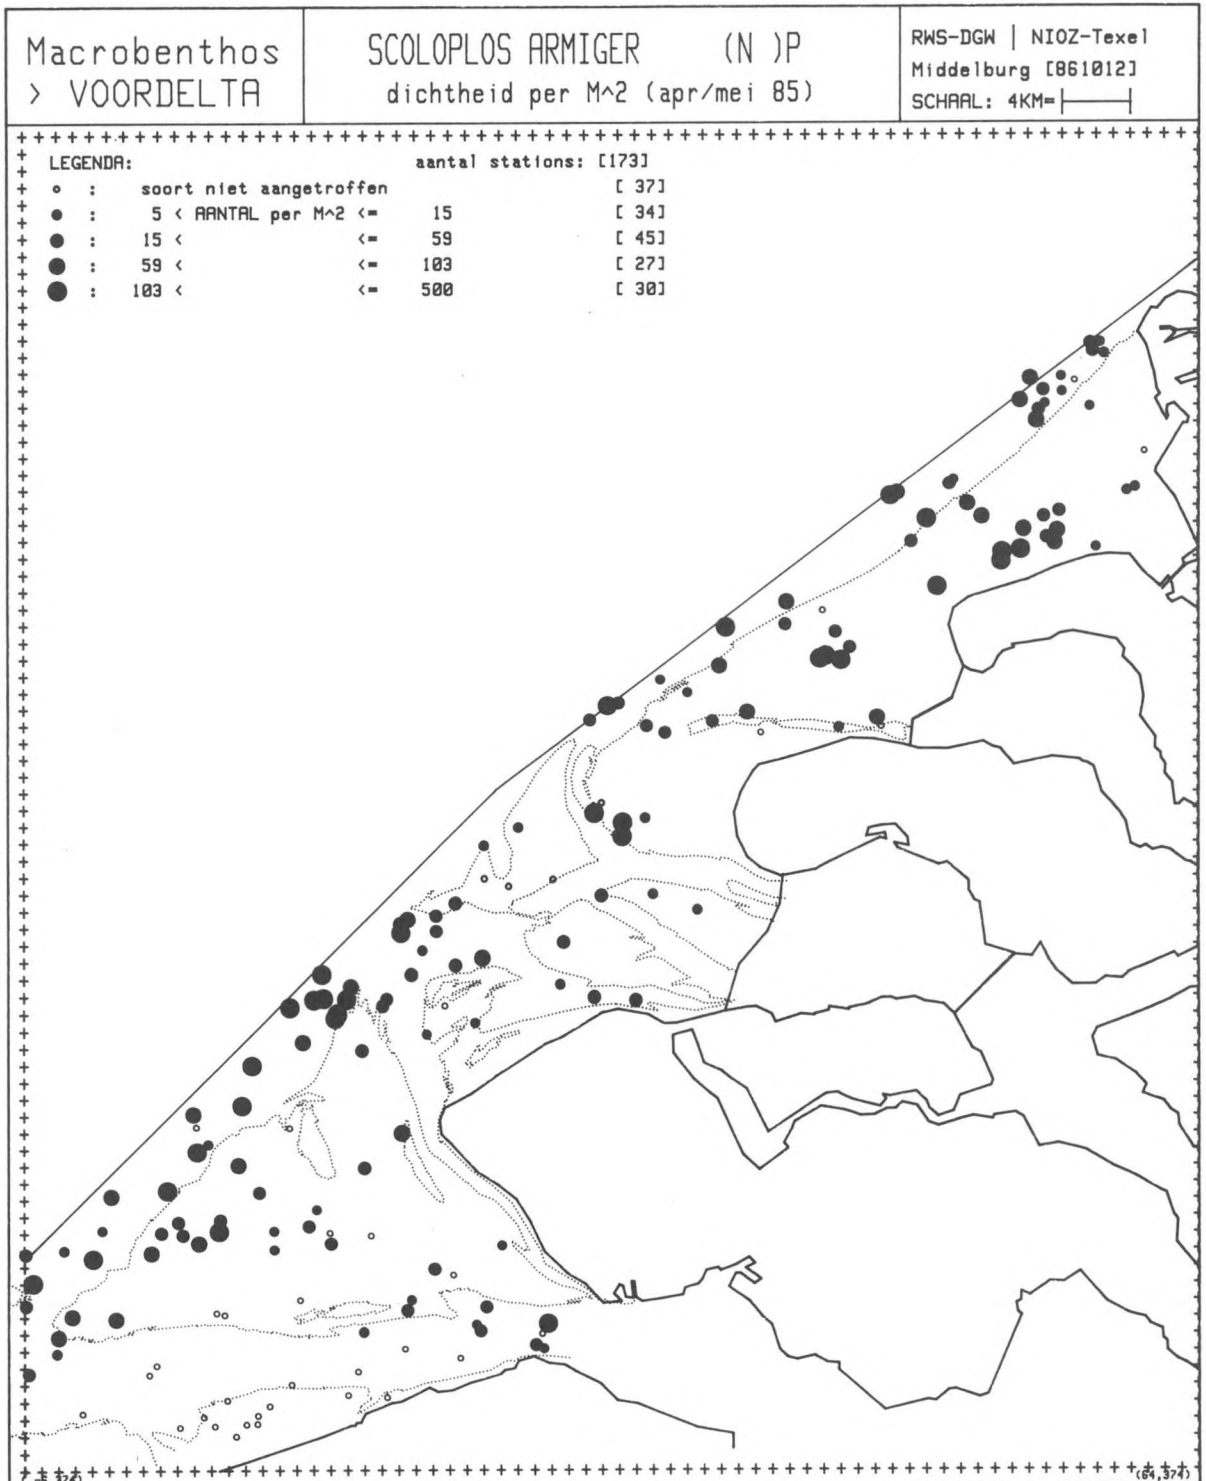 Macrobenthos
> VOORDELTA
SCOLOPLOS ARMIGER (N )P
dichtheid per M^2 (apr/mei 85)
RWS-DGW | NIOZ-Texel
Middelburg [861012]
SCHAAL: 4KM=
LEGENDA: aantal stations: [173]
: soort niet aangetroffen [ 37]
: 5 < AANTAL per M^2 <= 15 [ 34]
: 15 < <= 59 [ 45]
: 59 < <= 103 [ 27]
: 103 < <= 500 [ 30]
(64,374)